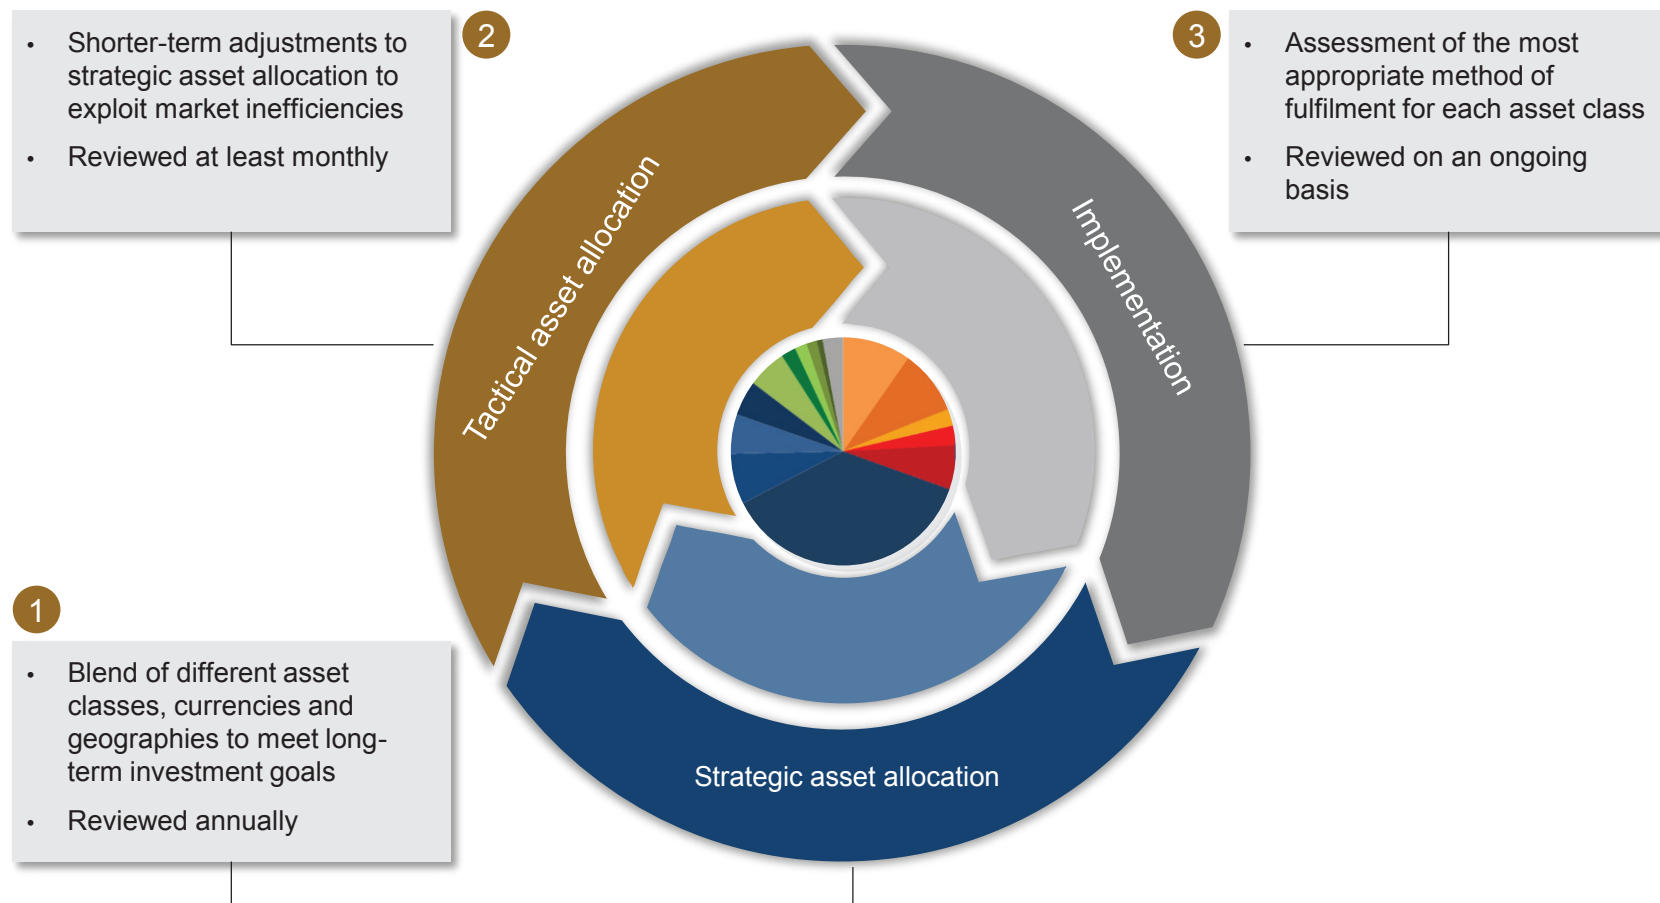 2
• Shorter-term adjustments to
strategic asset allocation to
exploit market inefficiencies
• Reviewed at least monthly
3
• Assessment of the most
appropriate method of
fulfilment for each asset class
• Reviewed on an ongoing
basis
Tactical asset allocation
Implementation
1
• Blend of different asset
classes, currencies and
geographies to meet long-
term investment goals
• Reviewed annually
Strategic asset allocation